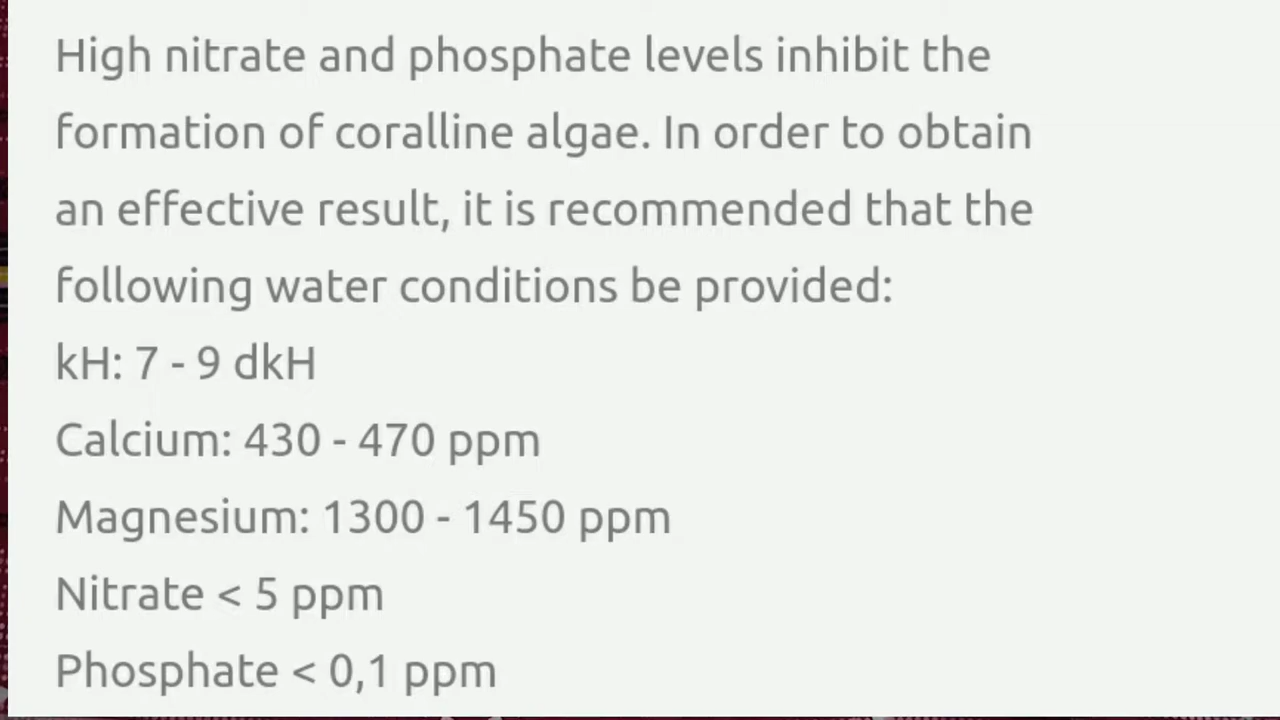 High nitrate and phosphate levels inhibit the
formation of coralline algae. In order to obtain
an effective result, it is recommended that the
following water conditions be provided:
kH: 7 - 9 dkH
Calcium: 430 - 470 ppm
Magnesium: 1300 - 1450 ppm
Nitrate < 5 ppm
Phosphate < 0,1 ppm